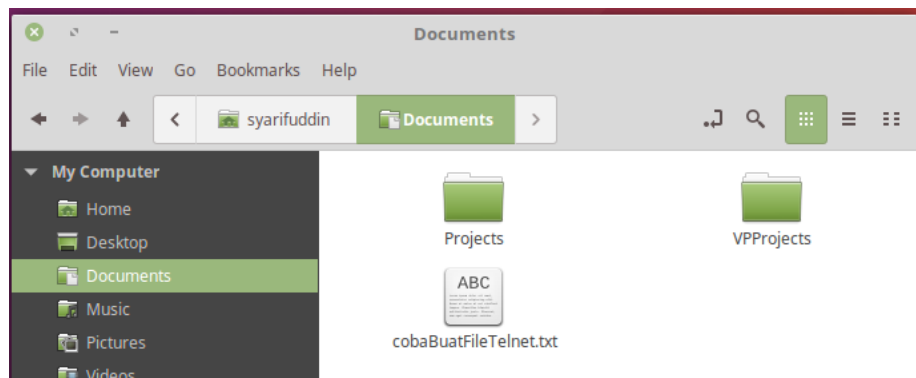 Documents
File Edit View Go Bookmarks Help
syarifuddin Documents
My Computer
Home
Desktop
Documents
Music
Pictures
Videos
Projects VPProjects
ABC
cobaBuatFileTelnet.txt